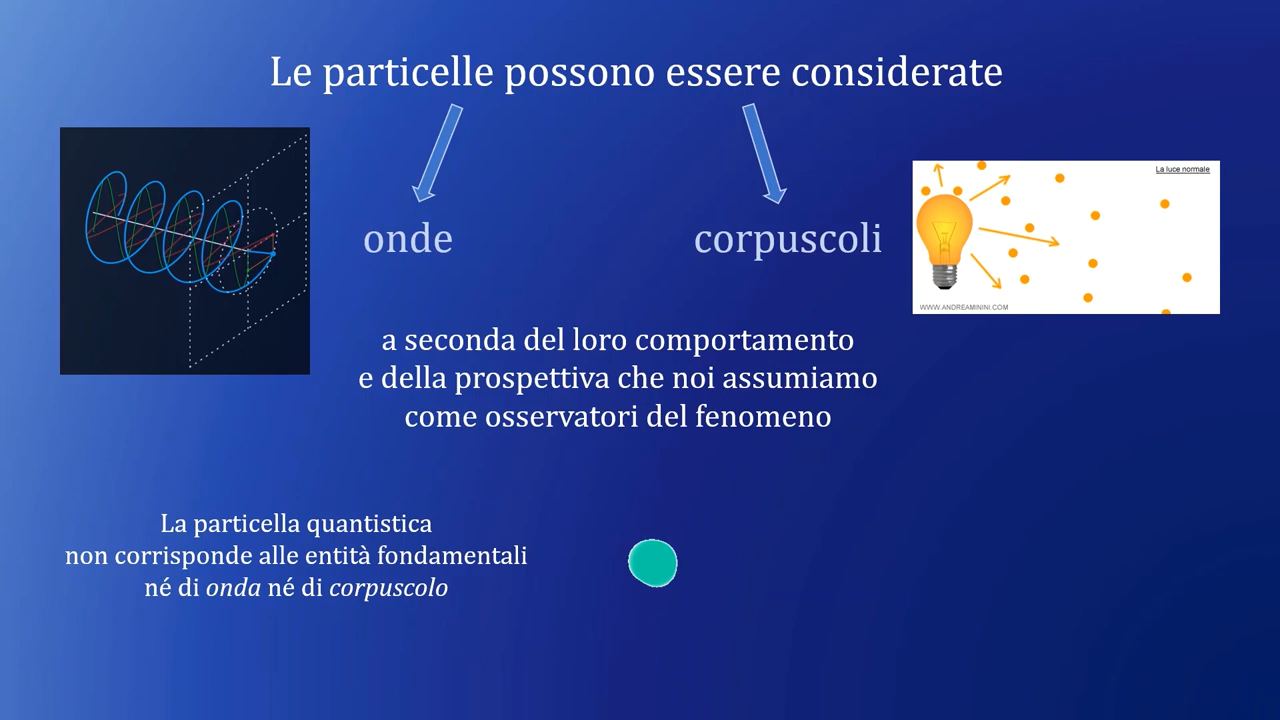 Le particelle possono essere considerate
onde
corpuscoli
La luce normale
WWW.ANDREAMININI.COM
a seconda del loro comportamento
e della prospettiva che noi assumiamo
come osservatori del fenomeno
La particella quantistica
non corrisponde alle entità fondamentali
né di onda né di corpuscolo